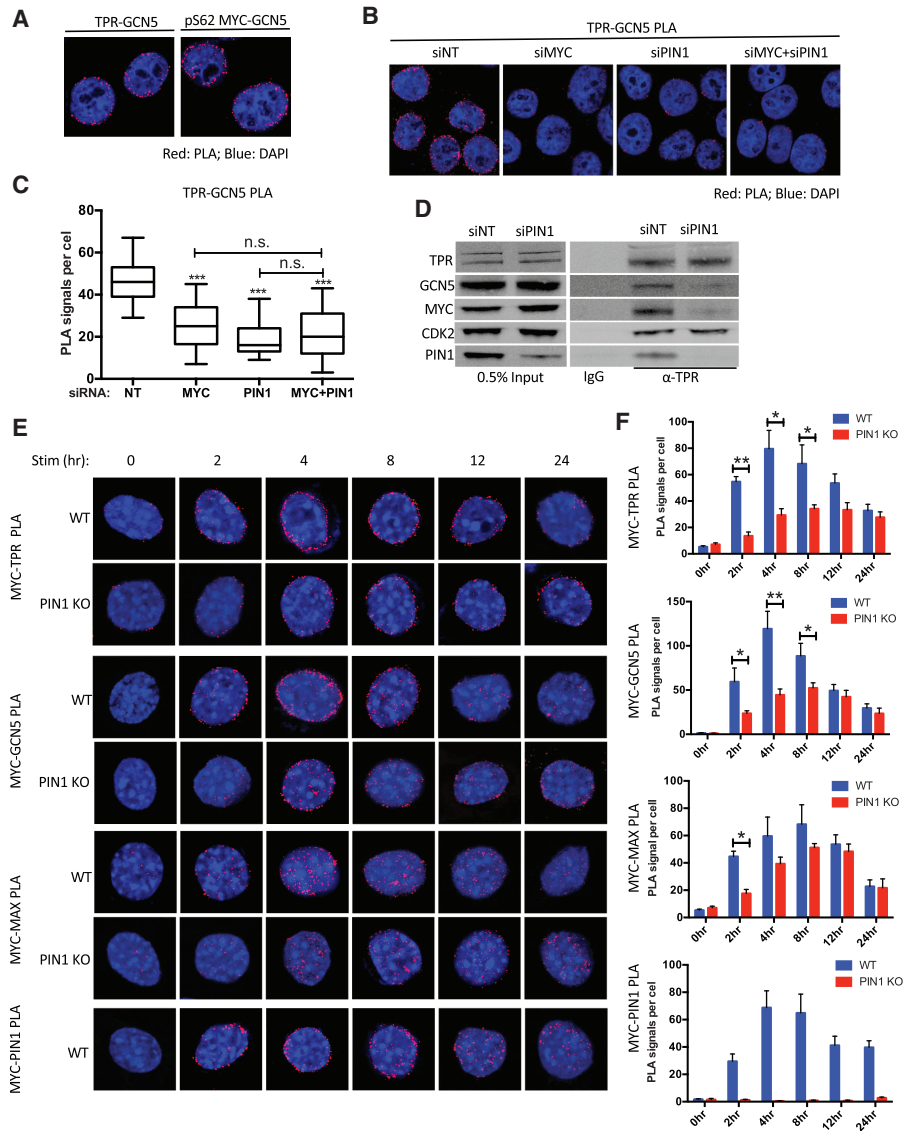 A
TPR-GCN5
pS62 MYC-GCN5
Red: PLA; Blue: DAPI
B
TPR-GCN5 PLA
siNT
siMYC
siPIN1
siMYC+siPIN1
Red: PLA; Blue: DAPI
C
TPR-GCN5 PLA
PLA signals per cel
80
60
40
20
0
n.s.
n.s.
***
***
***
siRNA:
NT
MYC
PIN1
MYC+PIN1
D
siNT
siPIN1
siNT
siPIN1
TPR
GCN5
MYC
CDK2
PIN1
0.5% Input
IgG
α-TPR
E
Stim (hr):
0
2
4
8
12
24
MYC-TPR PLA
WT
PIN1 KO
MYC-GCN5 PLA
WT
PIN1 KO
MYC-MAX PLA
WT
PIN1 KO
MYC-PIN1 PLA
WT
F
MYC-TPR PLA
PLA signals per cell
100
80
60
40
20
0
**
*
*
WT
PIN1 KO
0hr
2hr
4hr
8hr
12hr
24hr
MYC-GCN5 PLA
PLA signals per cell
150
100
50
0
*
**
*
WT
PIN1 KO
0hr
2hr
4hr
8hr
12hr
24hr
MYC-MAX PLA
PLA signal per cell
100
80
60
40
20
0
*
WT
PIN1 KO
0hr
2hr
4hr
8hr
12hr
24hr
MYC-PIN1 PLA
PLA signals per cell
100
80
60
40
20
0
WT
PIN1 KO
0hr
2hr
4hr
8hr
12hr
24hr